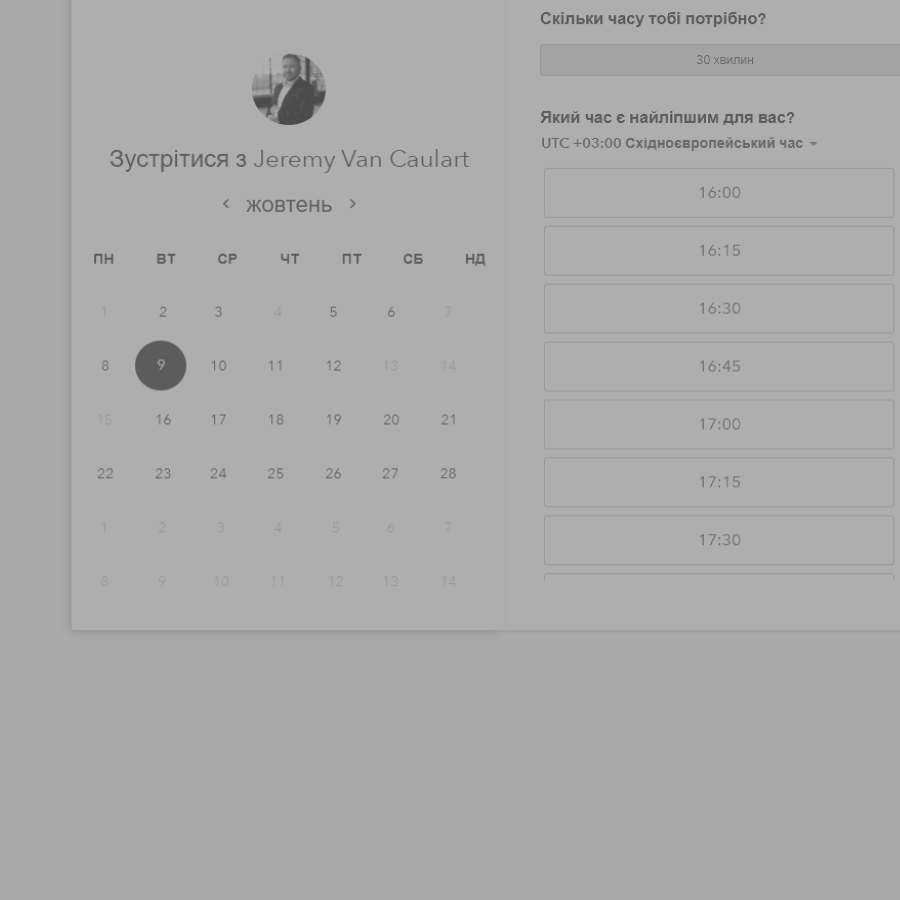 Зустрітися з Jeremy Van Caulart
жовтень
ПН ВТ СР ЧТ ПТ СБ НД
1 2 3 4 5 6 7
8 9 10 11 12 13 14
15 16 17 18 19 20 21
22 23 24 25 26 27 28
1 2 3 4 5 6 7
8 9 10 11 12 13 14
Скільки часу тобі потрібно?
30 хвилин
Який час є найліпшим для вас?
UTC +03:00 Східноєвропейський час
16:00
16:15
16:30
16:45
17:00
17:15
17:30